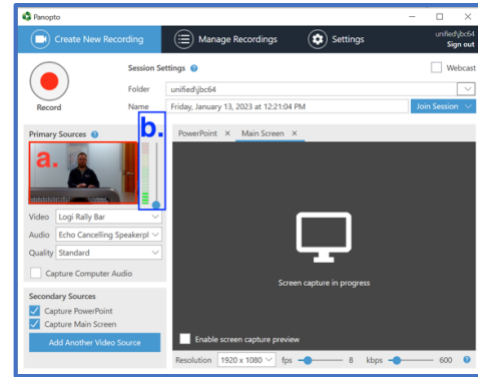 Panopto
Create New Recording
Manage Recordings
Settings
unified\jbc64
Sign out
Session Settings
Webcast
Folder unified\jbc64
Record
Name Friday, January 13, 2023 at 12:21:04 PM Join Session
Primary Sources
b.
PowerPoint X Main Screen X
a.
Video Logi Rally Bar
Audio Echo Cancelling Speakerpl
Quality Standard
Capture Computer Audio
Screen capture in progress
Secondary Sources
Capture PowerPoint
Capture Main Screen
Add Another Video Source
Enable screen capture preview
Resolution 1920 x 1080 fps 8 kbps 600